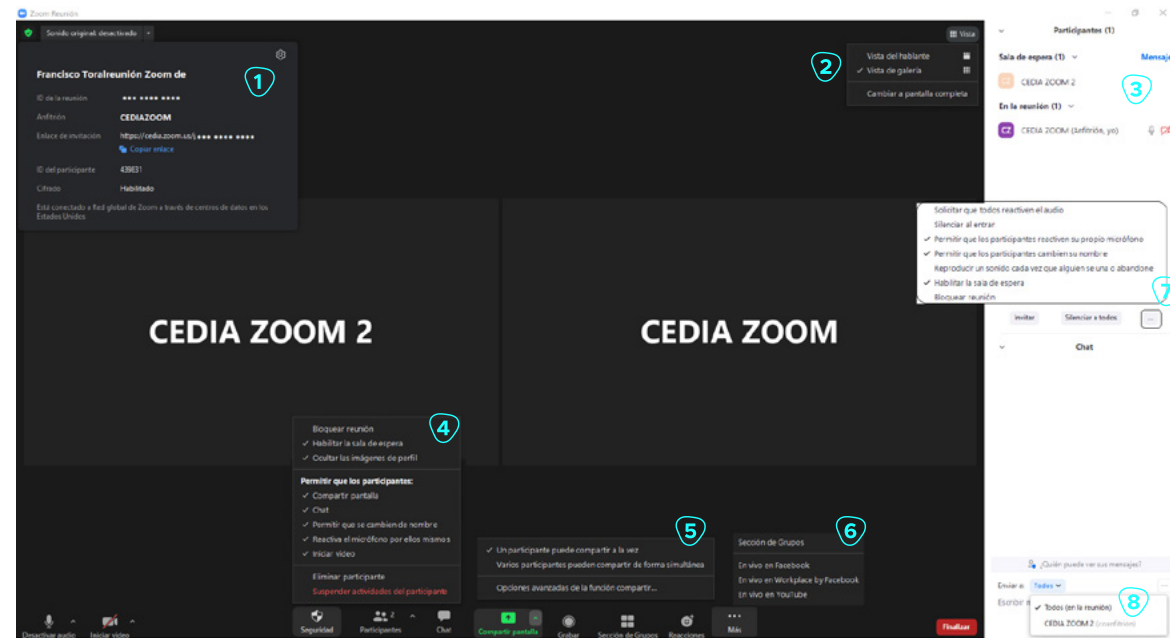 Zoom Reunión
Sonido original: desactivado
Francisco Toralreunión Zoom de
1
ID de la reunión
Anfitrión CEDIAZOOM
Enlace de invitación https://cedia.zoom.us/j
Copiar enlace
ID del participante 439831
Cifrado Habilitado
Está conectado a Red global de Zoom a través de centros de datos en los
Estados Unidos
Vista
2
Vista del hablante
Vista de galería
Cambiar a pantalla completa
Participantes (1)
Sala de espera (1) Mensaje
CEDIA ZOOM 2
3
En la reunión (1)
CZ CEDIA ZOOM (Anfitrión, yo)
Solicitar que todos reactiven el audio
Silenciar al entrar
Permitir que los participantes reactiven su propio micrófono
Permitir que los participantes cambien su nombre
Reproducir un sonido cada vez que alguien se una o abandone
Habilitar la sala de espera
Bloquear reunión
7
Invitar Silenciar a todos ...
Chat
CEDIA ZOOM 2
CEDIA ZOOM
4
Bloquear reunión
Habilitar la sala de espera
Ocultar las imágenes de perfil
Permitir que los participantes:
Compartir pantalla
Chat
Permitir que se cambien de nombre
Reactiva el micrófono por ellos mismos
Iniciar video
Eliminar participante
Suspender actividades del participante
5
Un participante puede compartir a la vez
Varios participantes pueden compartir de forma simultánea
Opciones avanzadas de la función compartir...
6
Sección de Grupos
En vivo en Facebook
En vivo en Workplace by Facebook
En vivo en YouTube
¿Quién puede ver sus mensajes?
Enviar a: Todos
Escribir
8
Todos (en la reunión)
CEDIA ZOOM 2 (coanfitrión)
Desactivar audio Iniciar video Seguridad Participantes 2 Chat Compartir pantalla Grabar Sección de Grupos Reacciones Más Finalizar